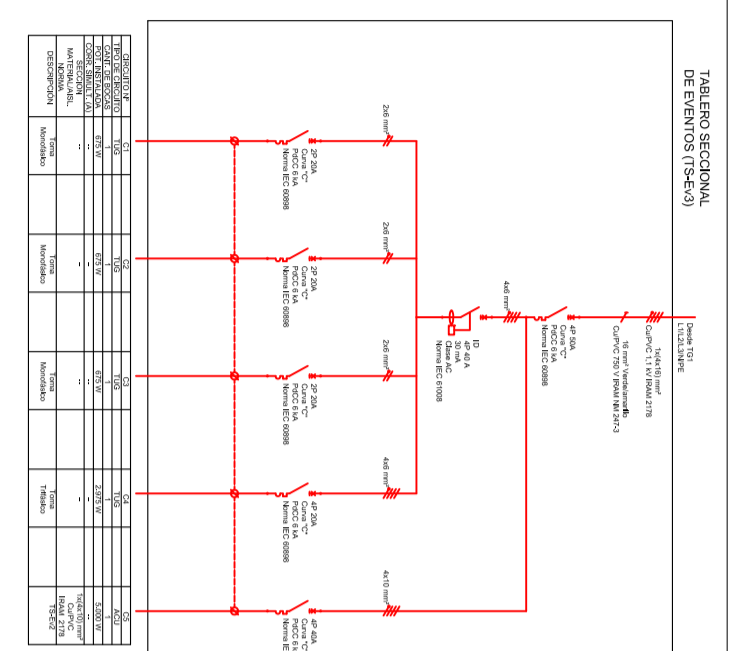 TABLERO SECCIONAL
DE EVENTOS (TS-Ev3)
Desde TG1
L1/L2/L3/N/PE
1x(4x16) mm²
Cu/PVC 1,1 kV IRAM 2178
16 mm² Verde/amarillo
Cu/PVC 750 V IRAM NM 247-3
4P 50A
Curva "C"
PdCC 6 kA
Norma IEC 60898
4x6 mm²
ID
4P 40 A
30 mA
Clase AC
Norma IEC 61008
2x6 mm²
2x6 mm²
2x6 mm²
4x6 mm²
4x10 mm²
2P 20A
Curva "C"
PdCC 6 kA
Norma IEC 60898
2P 20A
Curva "C"
PdCC 6 kA
Norma IEC 60898
2P 20A
Curva "C"
PdCC 6 kA
Norma IEC 60898
4P 20A
Curva "C"
PdCC 6 kA
Norma IEC 60898
4P 40A
Curva "C"
PdCC 6 k
Norma IE
CIRCUITO Nº C1 C2 C3 C4 C5
TIPO DE CIRCUITO TUG TUG TUG TUG ACU
CANT. DE BOCAS 1 1 1 1 1
POT. INSTALADA 675 W 675 W 675 W 2.975 W 5.000 W
CORR. SIMULT. (A) -- -- -- -- --
SECCIÓN -- -- -- -- 1x(4x10) mm²
MATERIAL/AISL. Cu/PVC
NORMA IRAM 2178
DESCRIPCIÓN Toma Monofásico Toma Monofásico Toma Monofásico Toma Trifásico TS-Ev2